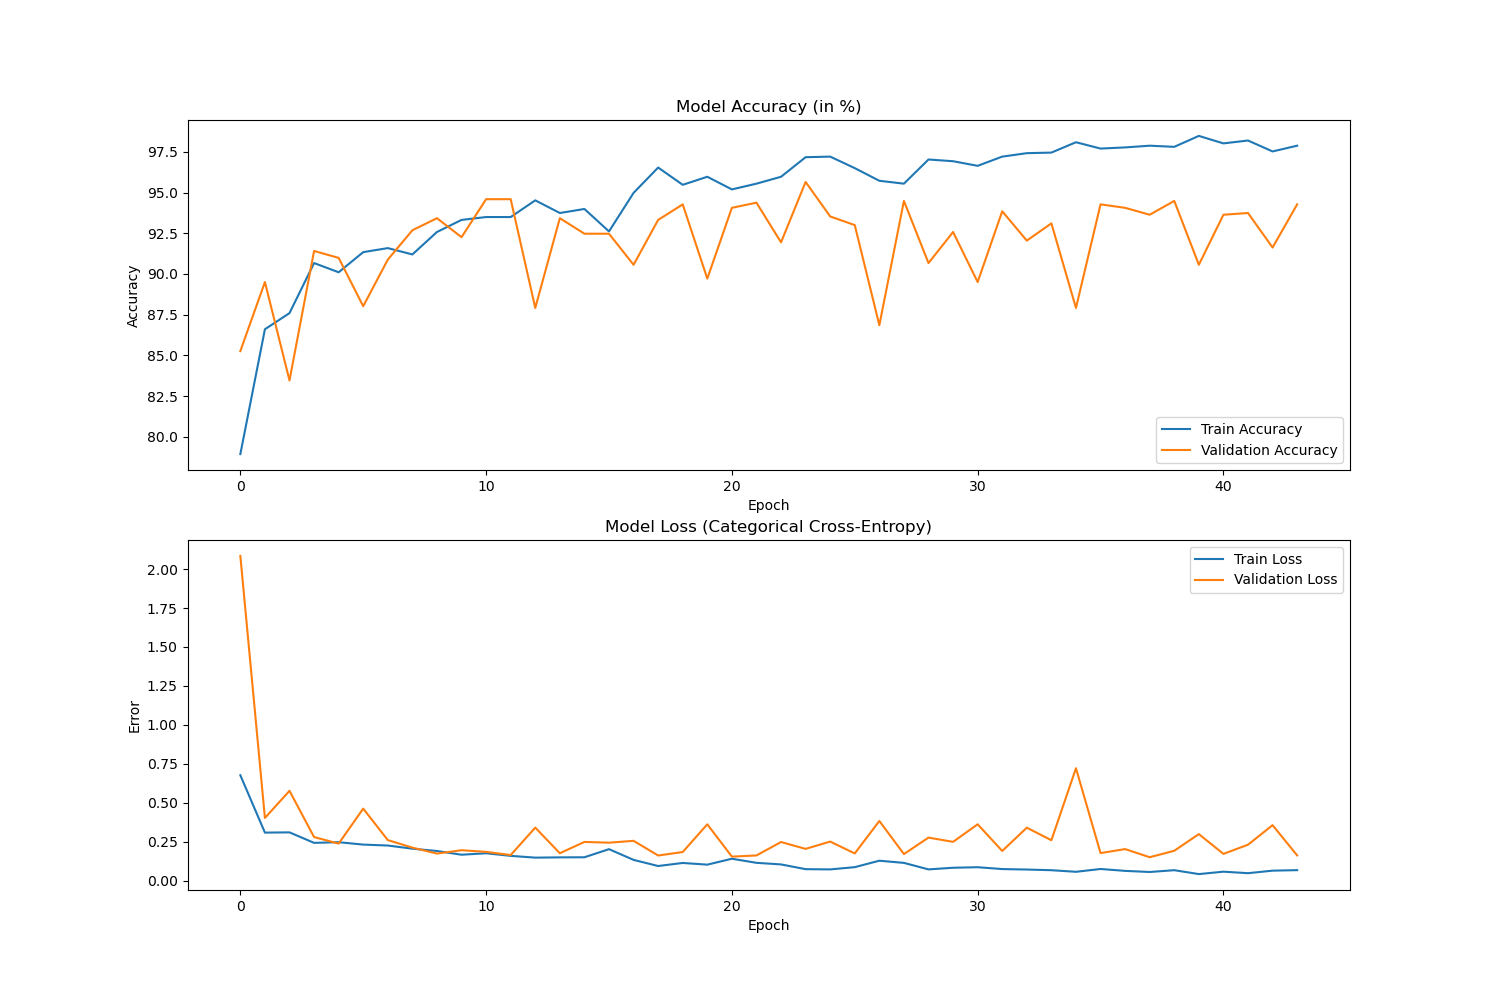 Model Accuracy (in %)
Accuracy
97.5
95.0
92.5
90.0
87.5
85.0
82.5
80.0
Train Accuracy
Validation Accuracy
0 10 20 30 40
Epoch
Model Loss (Categorical Cross-Entropy)
Error
2.00
1.75
1.50
1.25
1.00
0.75
0.50
0.25
0.00
Train Loss
Validation Loss
0 10 20 30 40
Epoch